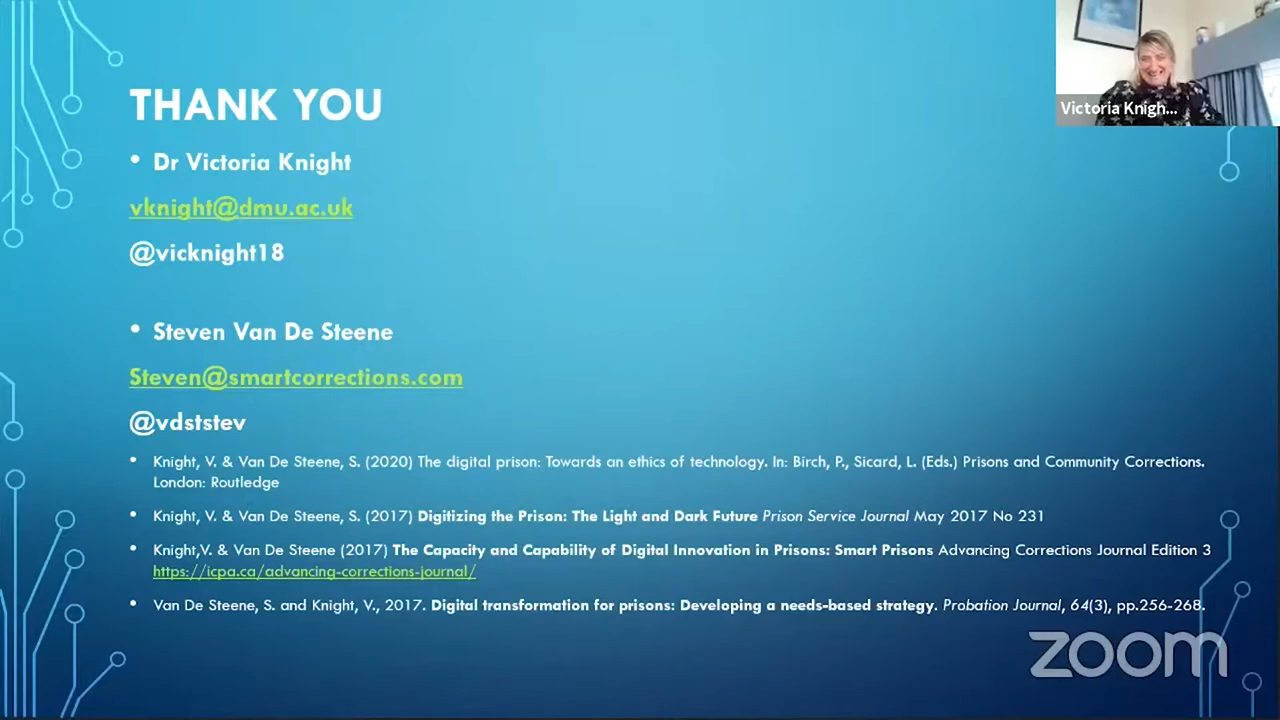 THANK YOU
Victoria Knigh...
• Dr Victoria Knight
vknight@dmu.ac.uk
@vicknight18
• Steven Van De Steene
Steven@smartcorrections.com
@vdststev
• Knight, V. & Van De Steene, S. (2020) The digital prison: Towards an ethics of technology. In: Birch, P., Sicard, L. (Eds.) Prisons and Community Corrections.
London: Routledge
• Knight, V. & Van De Steene, S. (2017) Digitizing the Prison: The Light and Dark Future Prison Service Journal May 2017 No 231
• Knight,V. & Van De Steene (2017) The Capacity and Capability of Digital Innovation in Prisons: Smart Prisons Advancing Corrections Journal Edition 3
https://icpa.ca/advancing-corrections-journal/
• Van De Steene, S. and Knight, V., 2017. Digital transformation for prisons: Developing a needs-based strategy. Probation Journal, 64(3), pp.256-268.
zoom